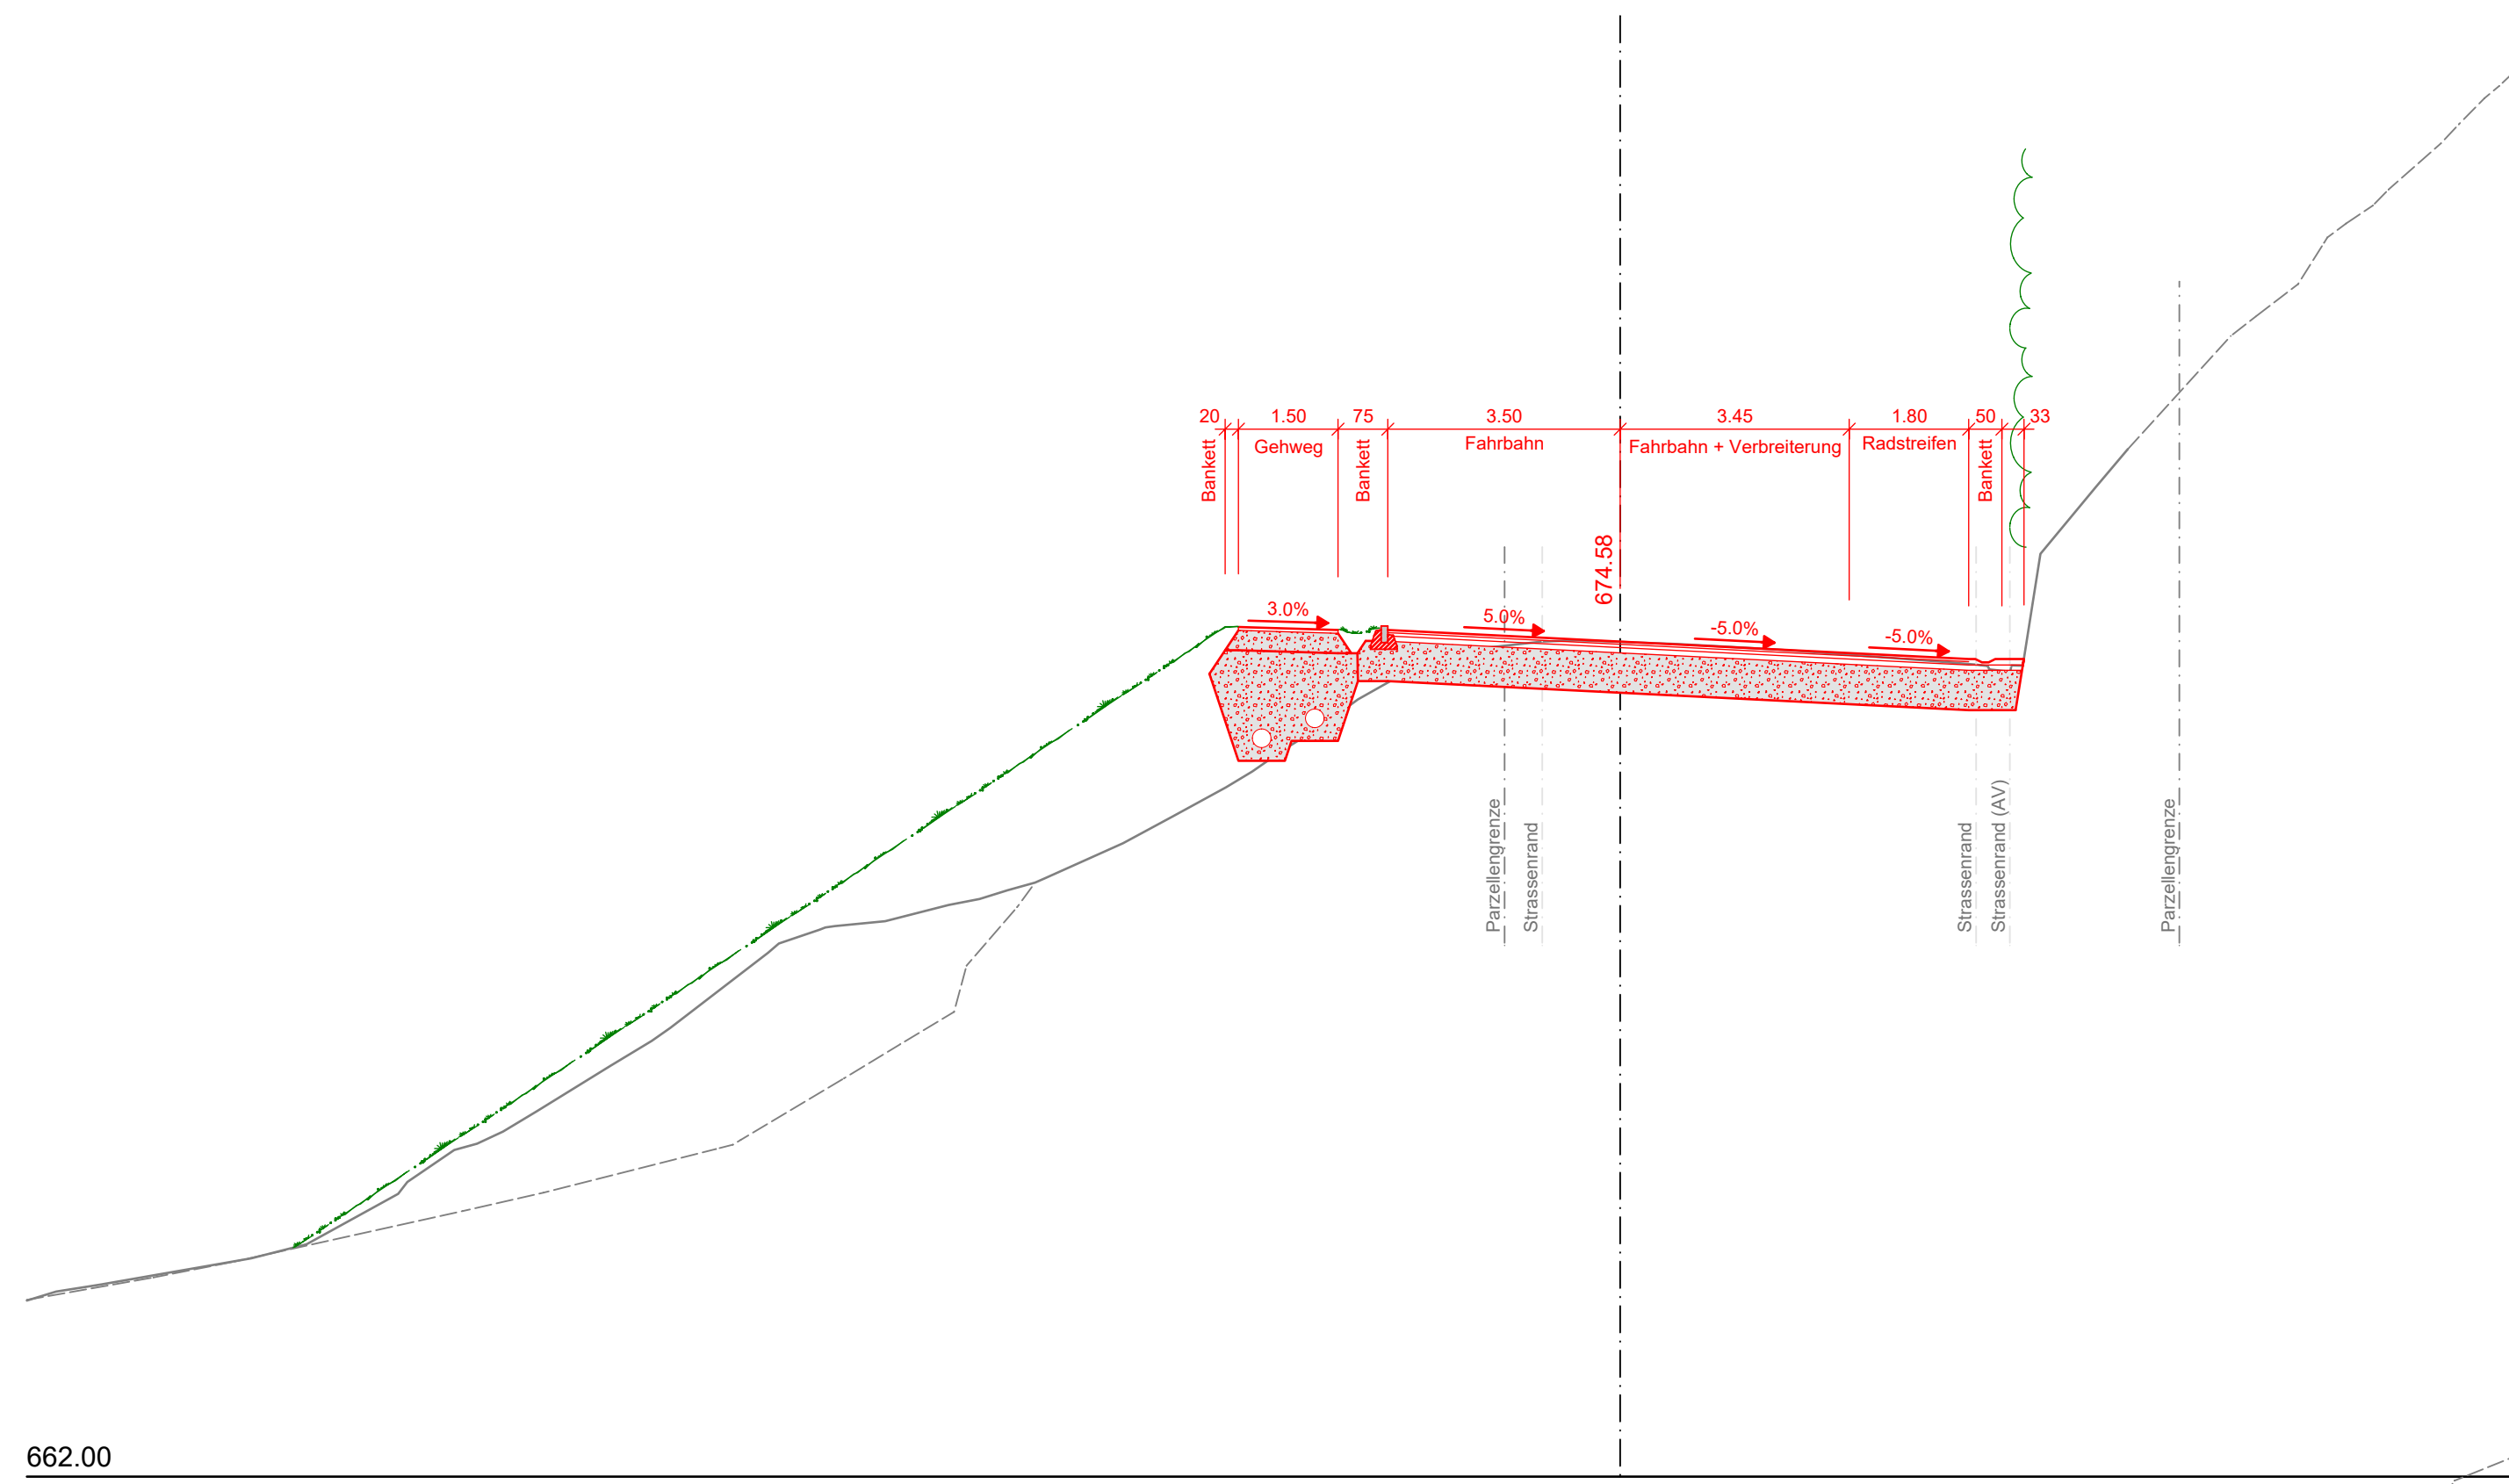 20
1.50
75
3.50
3.45
1.80
50
33
Bankett
Gehweg
Bankett
Fahrbahn
Fahrbahn + Verbreiterung
Radstreifen
Bankett
674.58
3.0%
5.0%
-5.0%
-5.0%
Parzellengrenze
Strassenrand
Strassenrand
Strassenrand (AV)
Parzellengrenze
662.00